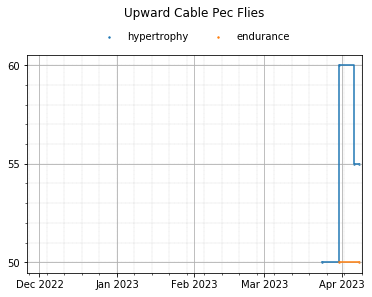 Upward Cable Pec Flies
hypertrophy endurance
60
55
50
Dec 2022 Jan 2023 Feb 2023 Mar 2023 Apr 2023